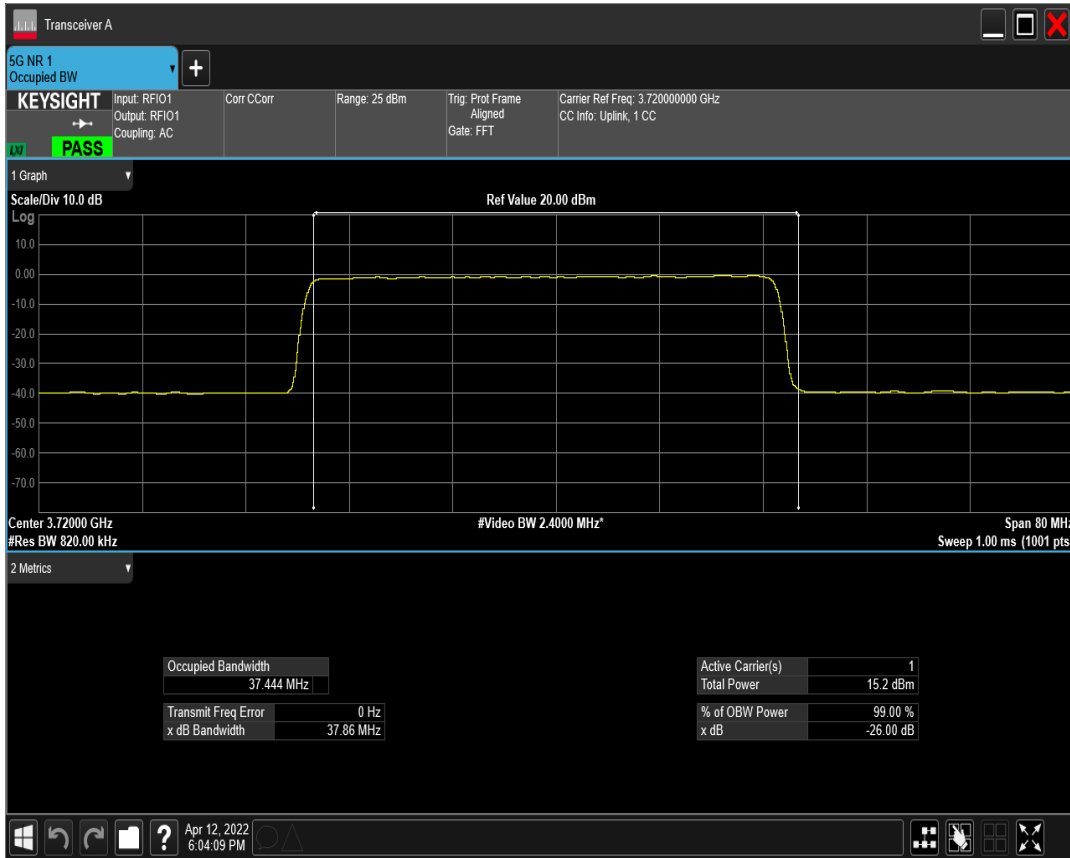 Transceiver A
5G NR 1
Occupied BW
+
KEYSIGHT
Input: RFIO1
Output: RFIO1
Coupling: AC
Corr CCorr
Range: 25 dBm
Trig: Prot Frame
Aligned
Gate: FFT
Carrier Ref Freq: 3.720000000 GHz
CC Info: Uplink, 1 CC
LXI
PASS
1 Graph
Scale/Div 10.0 dB
Ref Value 20.00 dBm
Log
10.0
0.00
-10.0
-20.0
-30.0
-40.0
-50.0
-60.0
-70.0
Center 3.72000 GHz
#Video BW 2.4000 MHz*
Span 80 MHz
#Res BW 820.00 kHz
Sweep 1.00 ms (1001 pts
2 Metrics
Occupied Bandwidth
37.444 MHz
Transmit Freq Error 0 Hz
x dB Bandwidth 37.86 MHz
Active Carrier(s) 1
Total Power 15.2 dBm
% of OBW Power 99.00 %
x dB -26.00 dB
?
Apr 12, 2022
6:04:09 PM